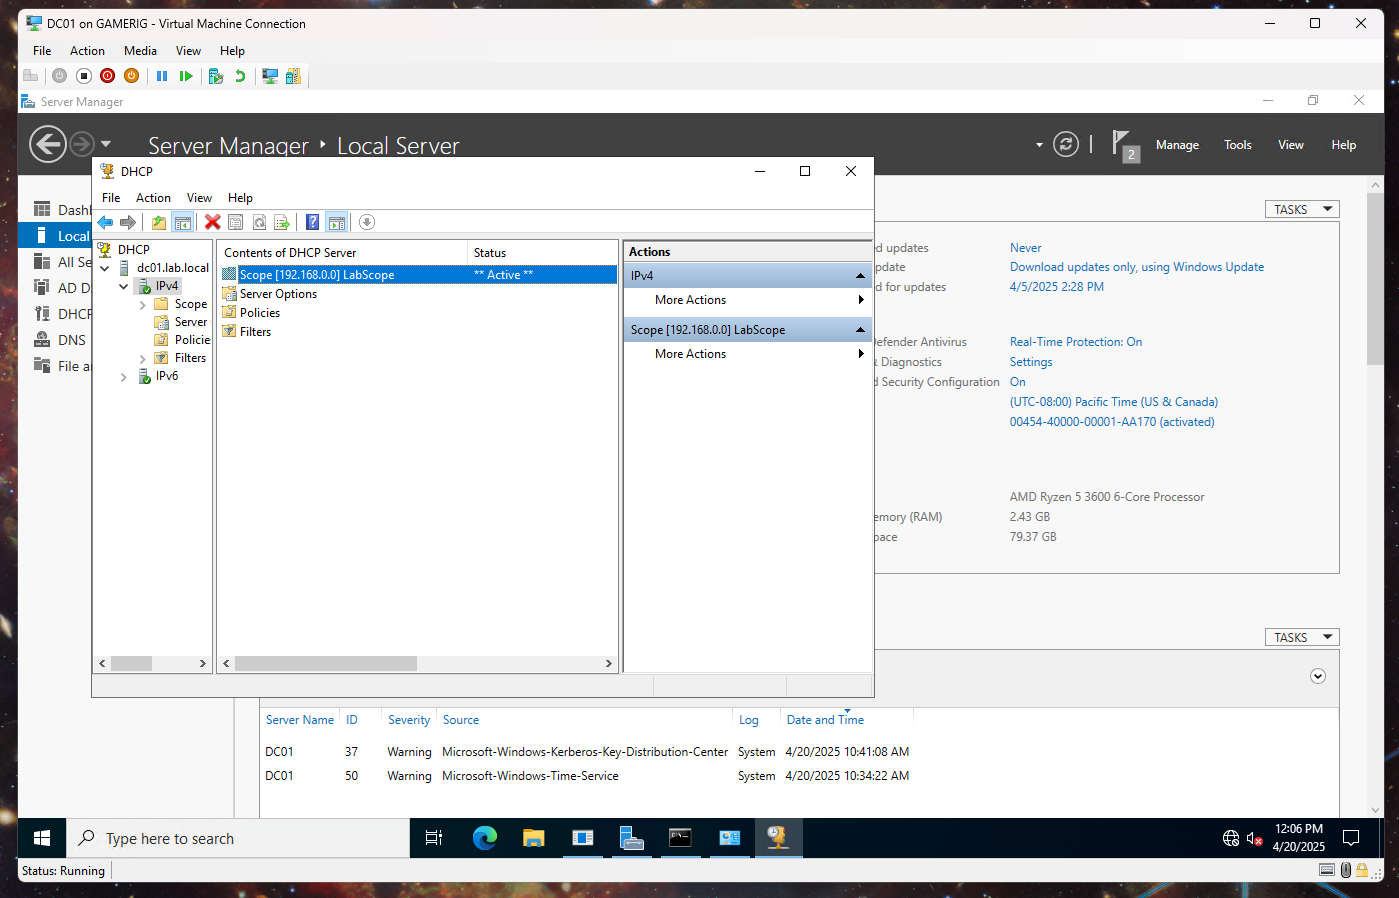 DC01 on GAMERIG - Virtual Machine Connection
File Action Media View Help
Server Manager
Server Manager Local Server
2 Manage Tools View Help
DHCP
File Action View Help
Dash
Local
All Se
AD D
DHCP
DNS
File a
DHCP
dc01.lab.local
IPv4
Scope
Server
Policie
Filters
IPv6
Contents of DHCP Server Status
Scope [192.168.0.0] LabScope ** Active **
Server Options
Policies
Filters
Actions
IPv4
More Actions
Scope [192.168.0.0] LabScope
More Actions
TASKS
ed updates Never
update Download updates only, using Windows Update
ed for updates 4/5/2025 2:28 PM
Defender Antivirus Real-Time Protection: On
& Diagnostics Settings
d Security Configuration On
(UTC-08:00) Pacific Time (US & Canada)
00454-40000-00001-AA170 (activated)
AMD Ryzen 5 3600 6-Core Processor
emory (RAM) 2.43 GB
pace 79.37 GB
TASKS
Server Name ID Severity Source Log Date and Time
DC01 37 Warning Microsoft-Windows-Kerberos-Key-Distribution-Center System 4/20/2025 10:41:08 AM
DC01 50 Warning Microsoft-Windows-Time-Service System 4/20/2025 10:34:22 AM
Type here to search
12:06 PM
4/20/2025
Status: Running